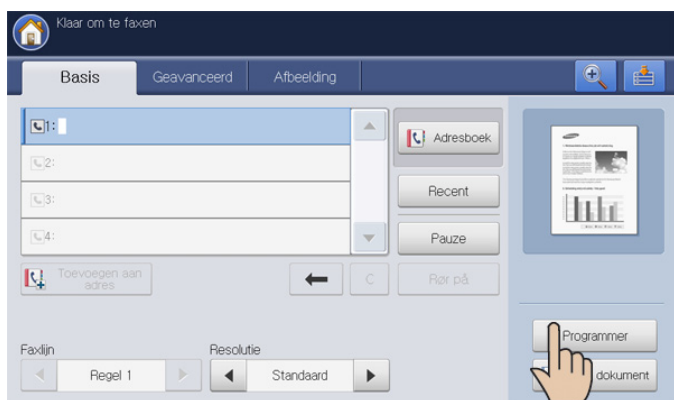 Klaar om te faxen
Basis
Geavanceerd
Afbeelding
1:
2:
3:
4:
Adresboek
Recent
Pauze
Toevoegen aan
adres
C
Rør på
Faxlijn
Regel 1
Resolutie
Standaard
Programmer
dokument